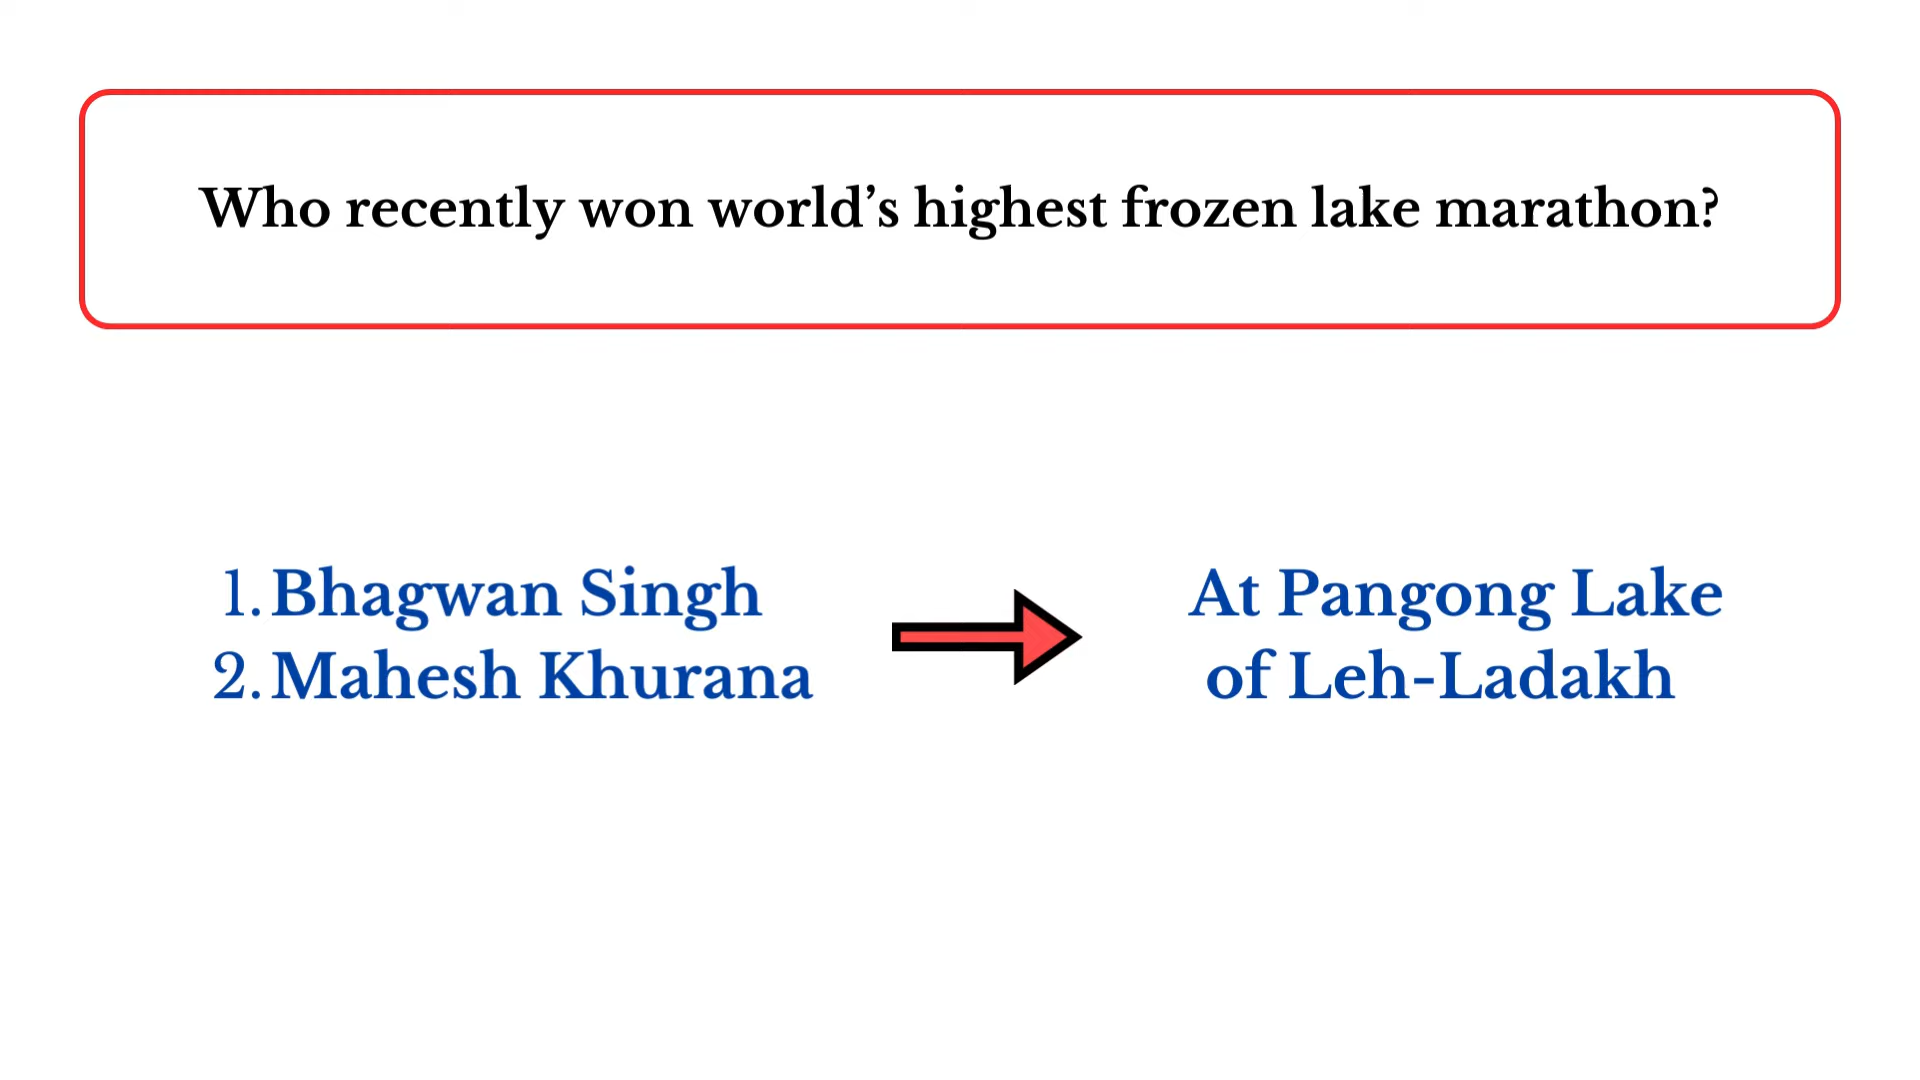 Who recently won world’s highest frozen lake marathon?
1. Bhagwan Singh
2. Mahesh Khurana
At Pangong Lake
of Leh-Ladakh